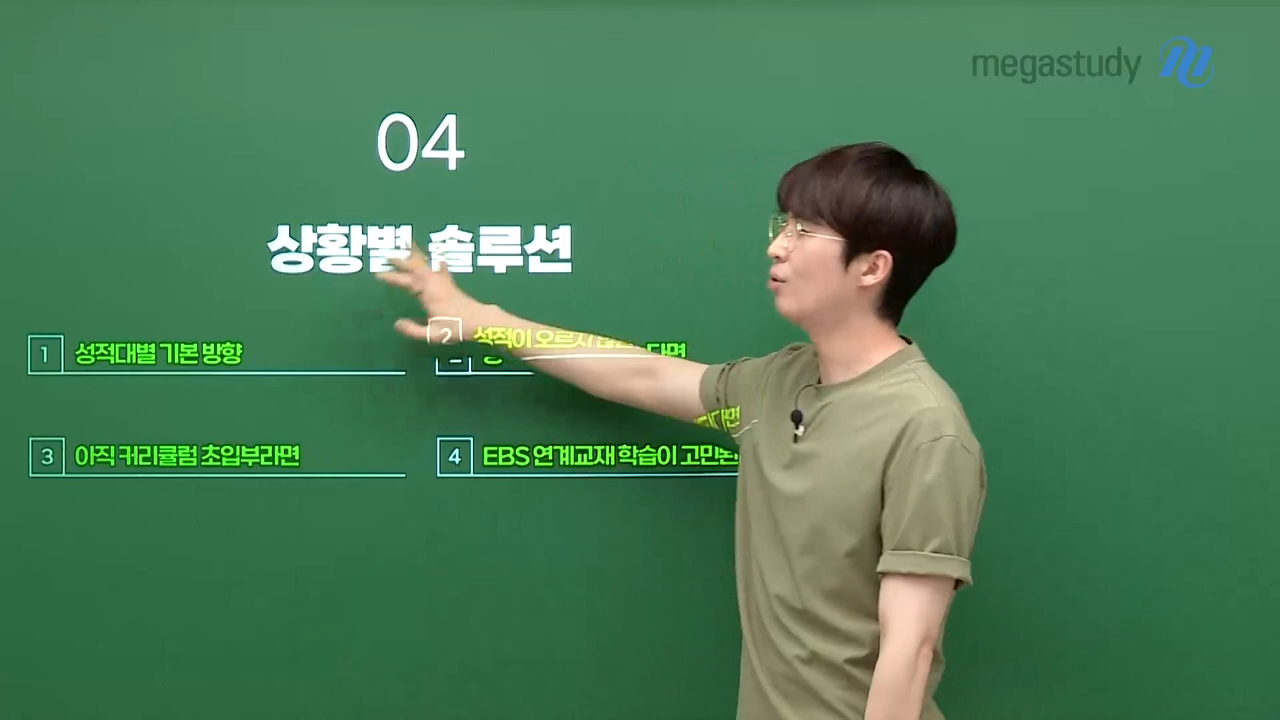 megastudy
04
상황별 솔루션
1 성적대별 기본 방향
2 성적이 오르지
3 아직 커리큘럼 초입부라면
4 EBS 연계교재 학습이